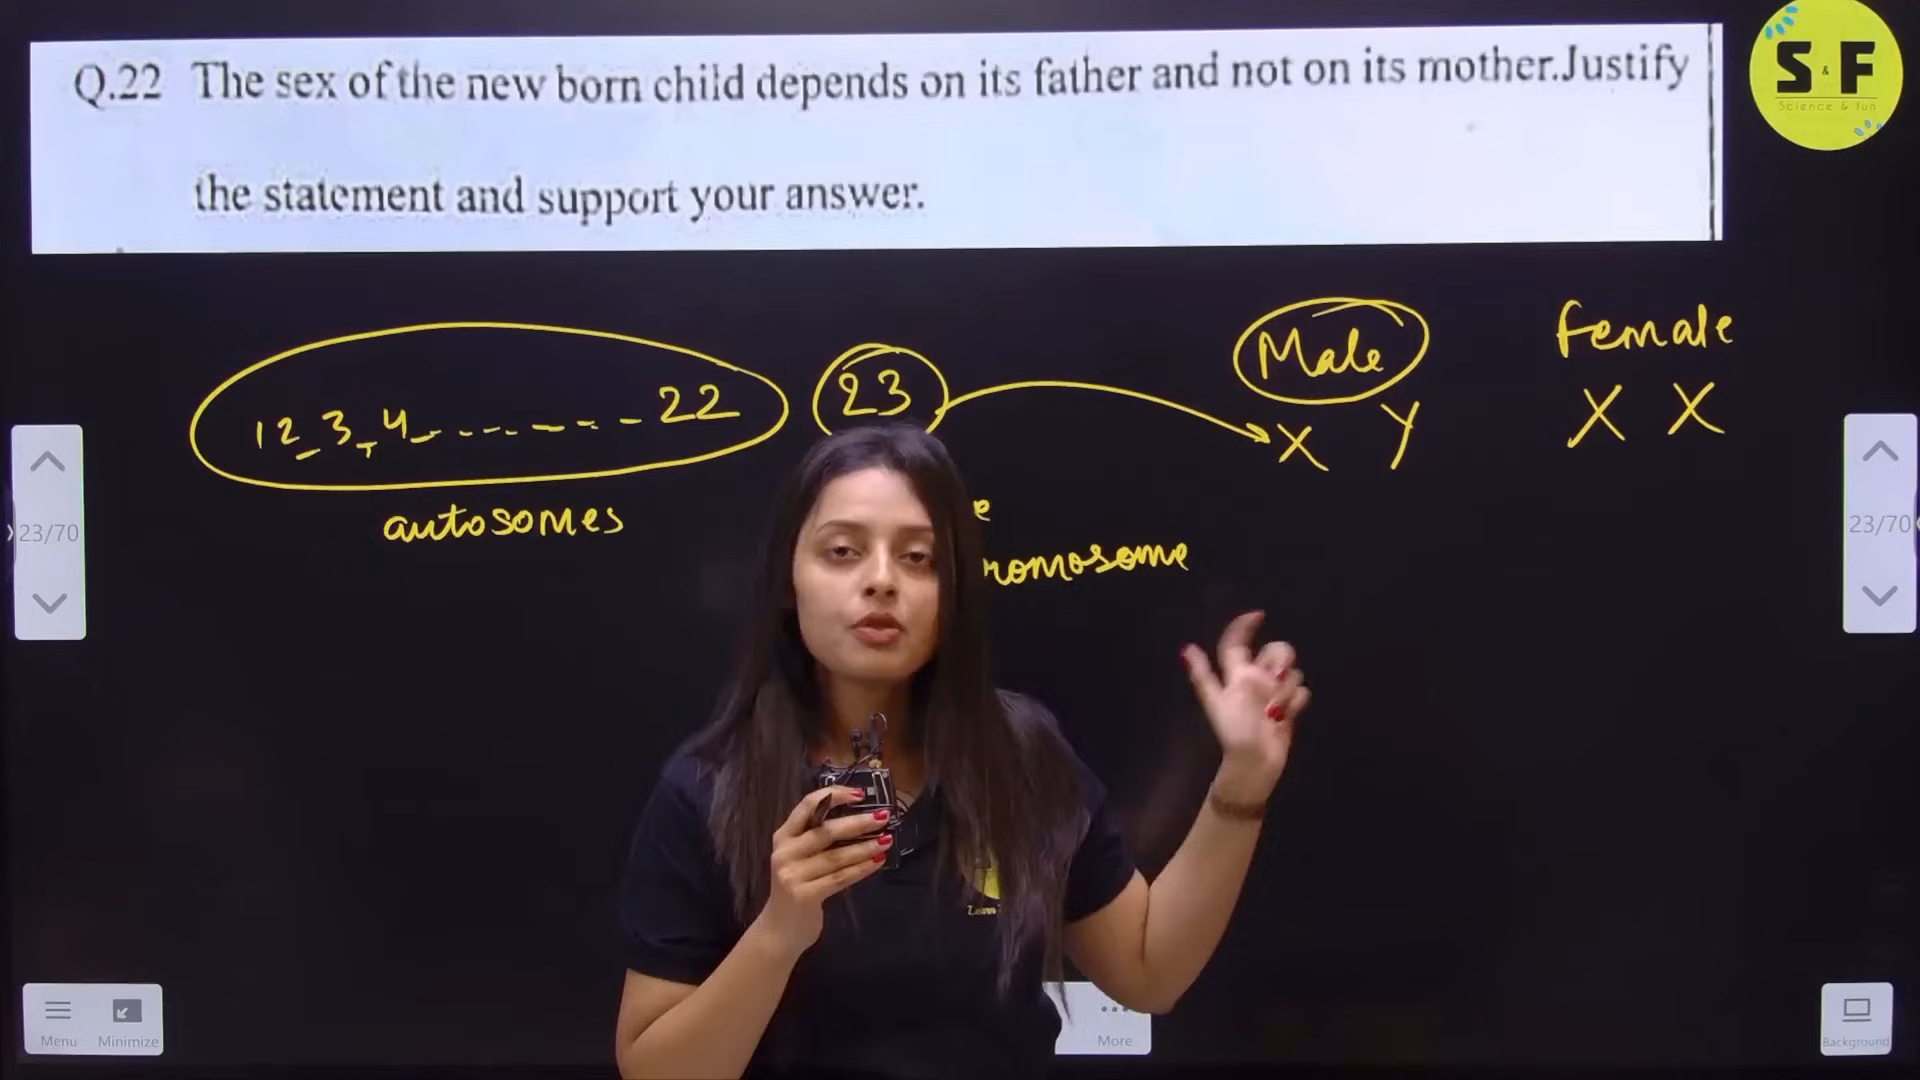 Q.22 The sex of the new born child depends on its father and not on its mother.Justify
the statement and support your answer.
S & F
Science & fun
1 2 3, 4 - - - - - - - 22
23
Male
Female
X Y
X X
autosomes
e
romosome
23/70
23/70
Learn
Menu
Minimize
More
Background